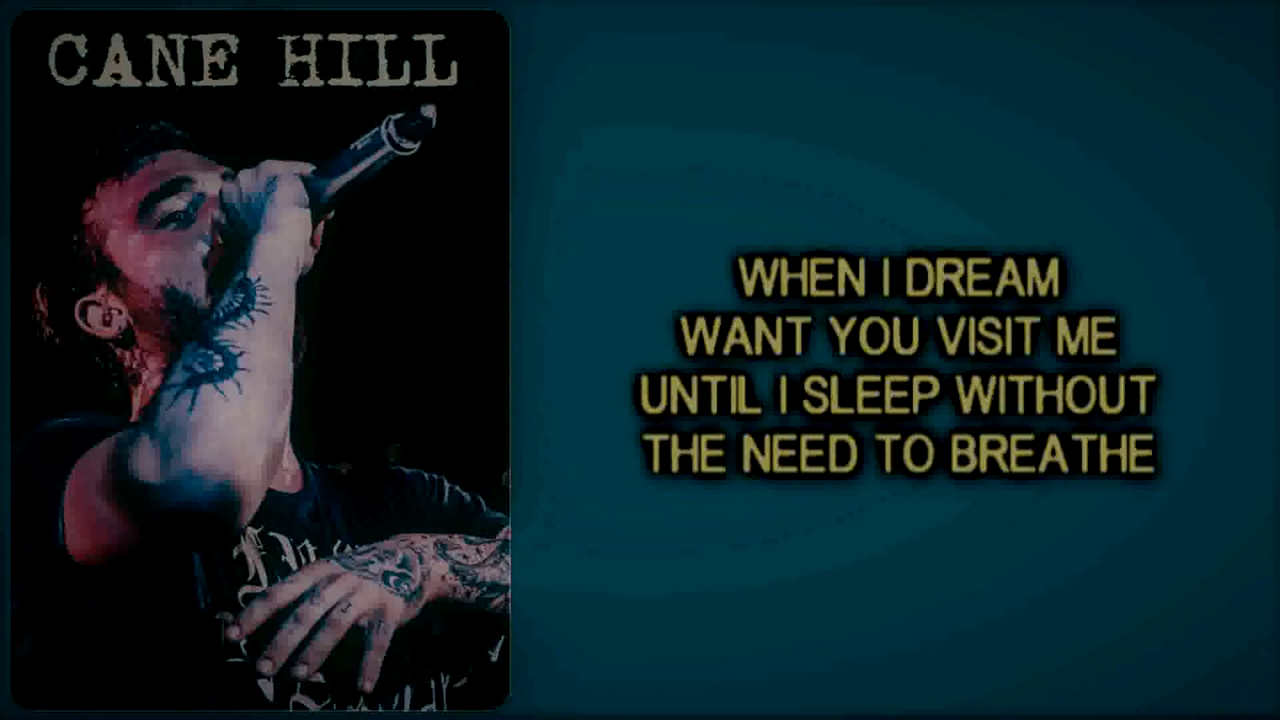 CANE HILL
WHEN I DREAM
WANT YOU VISIT ME
UNTIL I SLEEP WITHOUT
THE NEED TO BREATHE